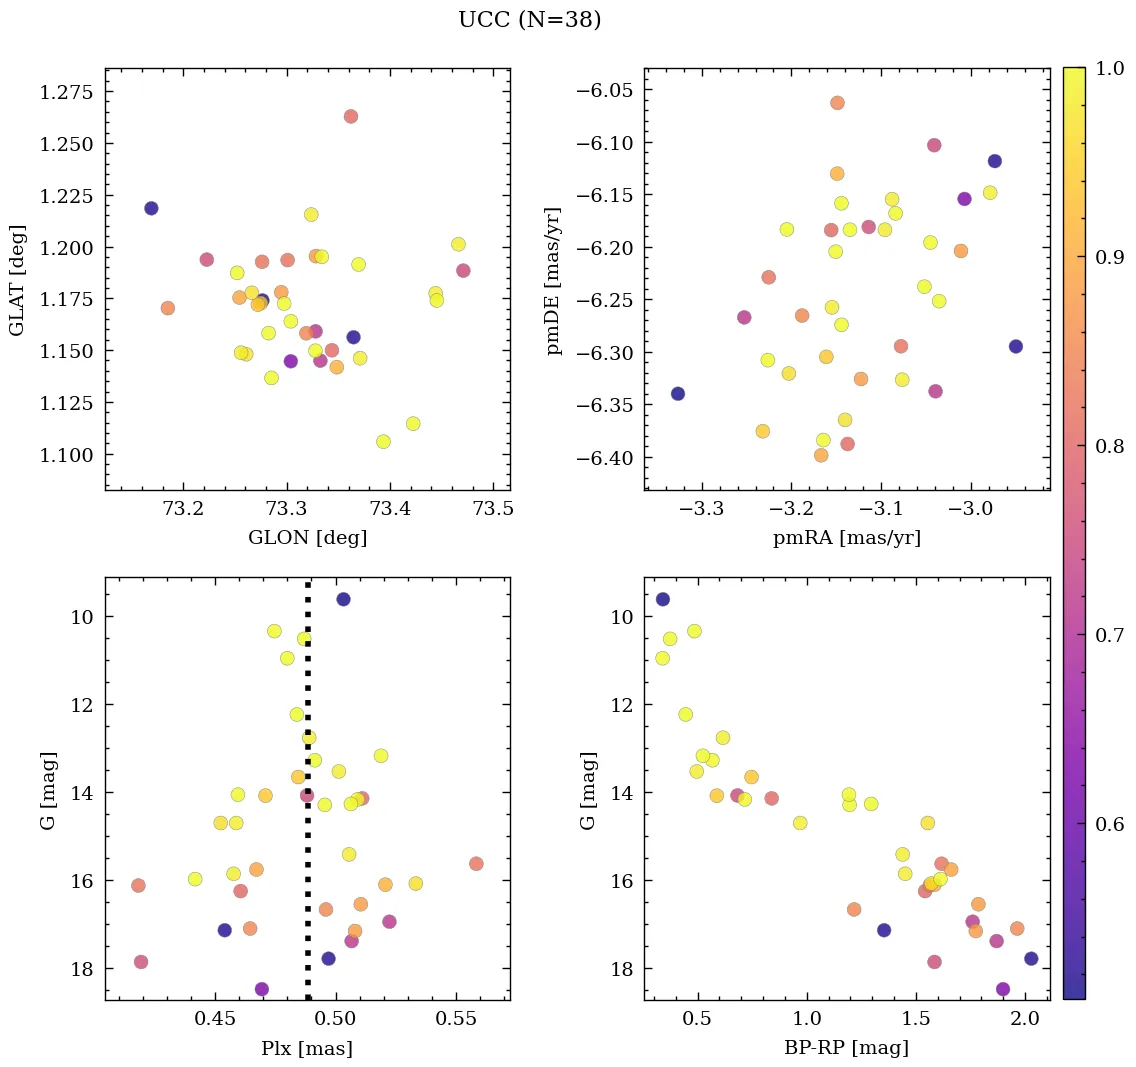 UCC (N=38)
1.275
1.250
1.225
1.200
1.175
1.150
1.125
1.100
GLAT [deg]
73.2 73.3 73.4 73.5
GLON [deg]
−6.05
−6.10
−6.15
−6.20
−6.25
−6.30
−6.35
−6.40
pmDE [mas/yr]
−3.3 −3.2 −3.1 −3.0
pmRA [mas/yr]
1.0
0.9
0.8
0.7
0.6
10
12
14
16
18
G [mag]
0.45 0.50 0.55
Plx [mas]
10
12
14
16
18
G [mag]
0.5 1.0 1.5 2.0
BP-RP [mag]